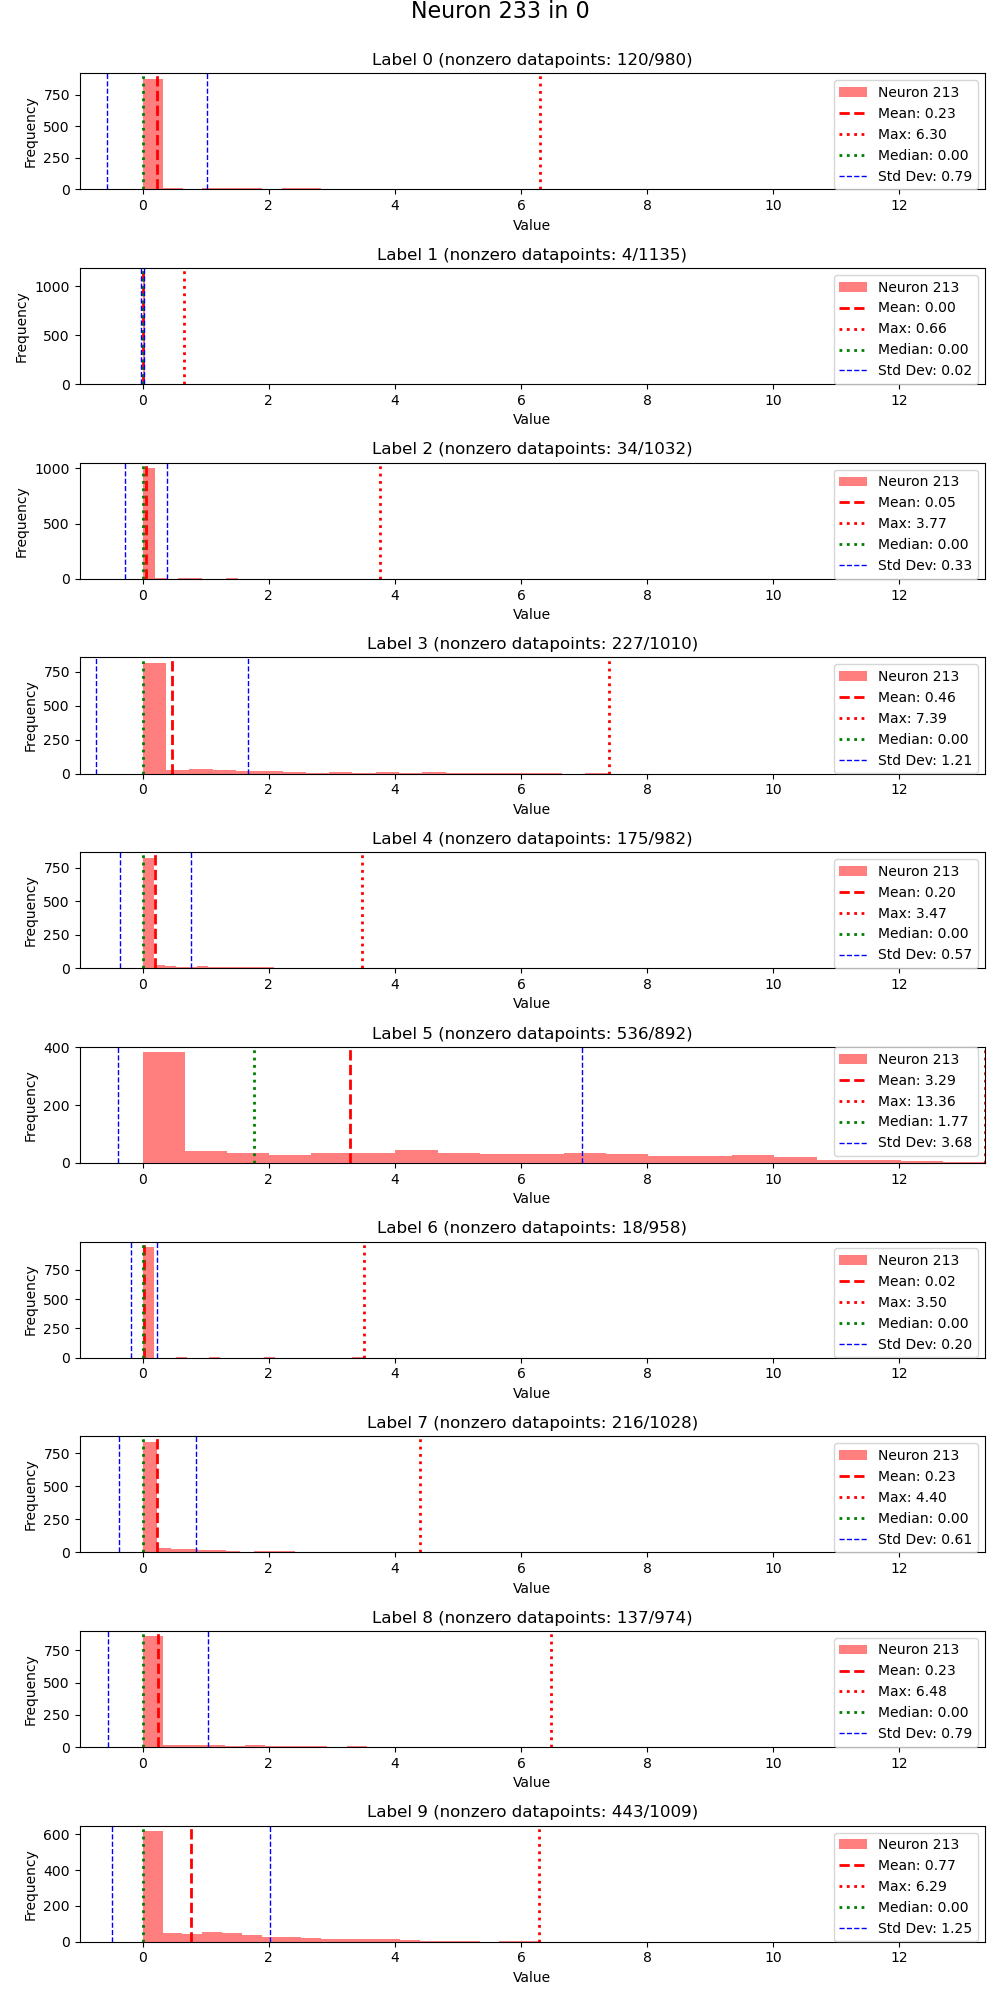 Neuron 233 in 0
Label 0 (nonzero datapoints: 120/980)
Frequency
750
500
250
0
Neuron 213
Mean: 0.23
Max: 6.30
Median: 0.00
Std Dev: 0.79
0 2 4 6 8 10 12
Value
Label 1 (nonzero datapoints: 4/1135)
Frequency
1000
500
0
Neuron 213
Mean: 0.00
Max: 0.66
Median: 0.00
Std Dev: 0.02
0 2 4 6 8 10 12
Value
Label 2 (nonzero datapoints: 34/1032)
Frequency
1000
500
0
Neuron 213
Mean: 0.05
Max: 3.77
Median: 0.00
Std Dev: 0.33
0 2 4 6 8 10 12
Value
Label 3 (nonzero datapoints: 227/1010)
Frequency
750
500
250
0
Neuron 213
Mean: 0.46
Max: 7.39
Median: 0.00
Std Dev: 1.21
0 2 4 6 8 10 12
Value
Label 4 (nonzero datapoints: 175/982)
Frequency
750
500
250
0
Neuron 213
Mean: 0.20
Max: 3.47
Median: 0.00
Std Dev: 0.57
0 2 4 6 8 10 12
Value
Label 5 (nonzero datapoints: 536/892)
Frequency
400
200
0
Neuron 213
Mean: 3.29
Max: 13.36
Median: 1.77
Std Dev: 3.68
0 2 4 6 8 10 12
Value
Label 6 (nonzero datapoints: 18/958)
Frequency
750
500
250
0
Neuron 213
Mean: 0.02
Max: 3.50
Median: 0.00
Std Dev: 0.20
0 2 4 6 8 10 12
Value
Label 7 (nonzero datapoints: 216/1028)
Frequency
750
500
250
0
Neuron 213
Mean: 0.23
Max: 4.40
Median: 0.00
Std Dev: 0.61
0 2 4 6 8 10 12
Value
Label 8 (nonzero datapoints: 137/974)
Frequency
750
500
250
0
Neuron 213
Mean: 0.23
Max: 6.48
Median: 0.00
Std Dev: 0.79
0 2 4 6 8 10 12
Value
Label 9 (nonzero datapoints: 443/1009)
Frequency
600
400
200
0
Neuron 213
Mean: 0.77
Max: 6.29
Median: 0.00
Std Dev: 1.25
0 2 4 6 8 10 12
Value